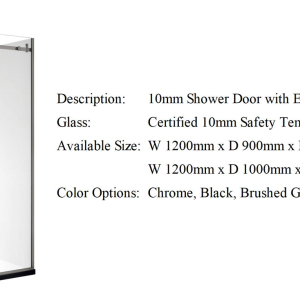 Description: 10mm Shower Door with
Glass: Certified 10mm Safety
Available Size: W 1200mm x D 900mm x
W 1200mm x D 1000mm x
Color Options: Chrome, Black, Brushed